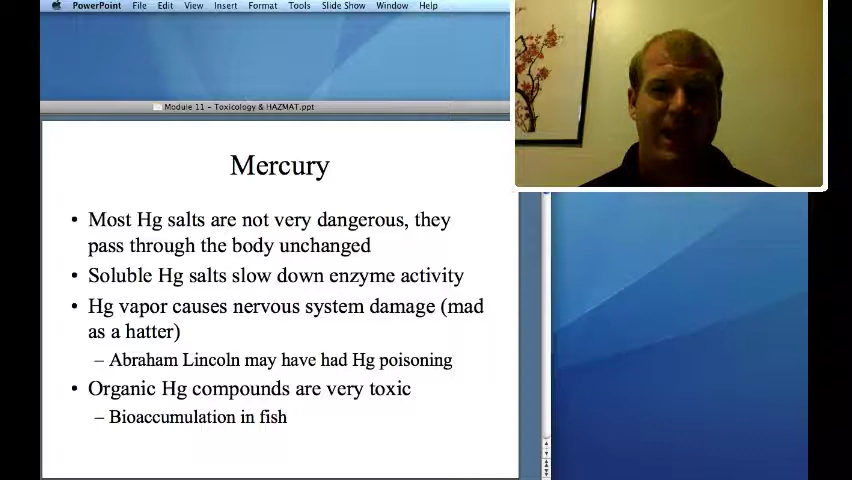 PowerPoint File Edit View Insert Format Tools Slide Show Window Help
Module 11 - Toxicology & HAZMAT.ppt
Mercury
• Most Hg salts are not very dangerous, they
pass through the body unchanged
• Soluble Hg salts slow down enzyme activity
• Hg vapor causes nervous system damage (mad
as a hatter)
– Abraham Lincoln may have had Hg poisoning
• Organic Hg compounds are very toxic
– Bioaccumulation in fish